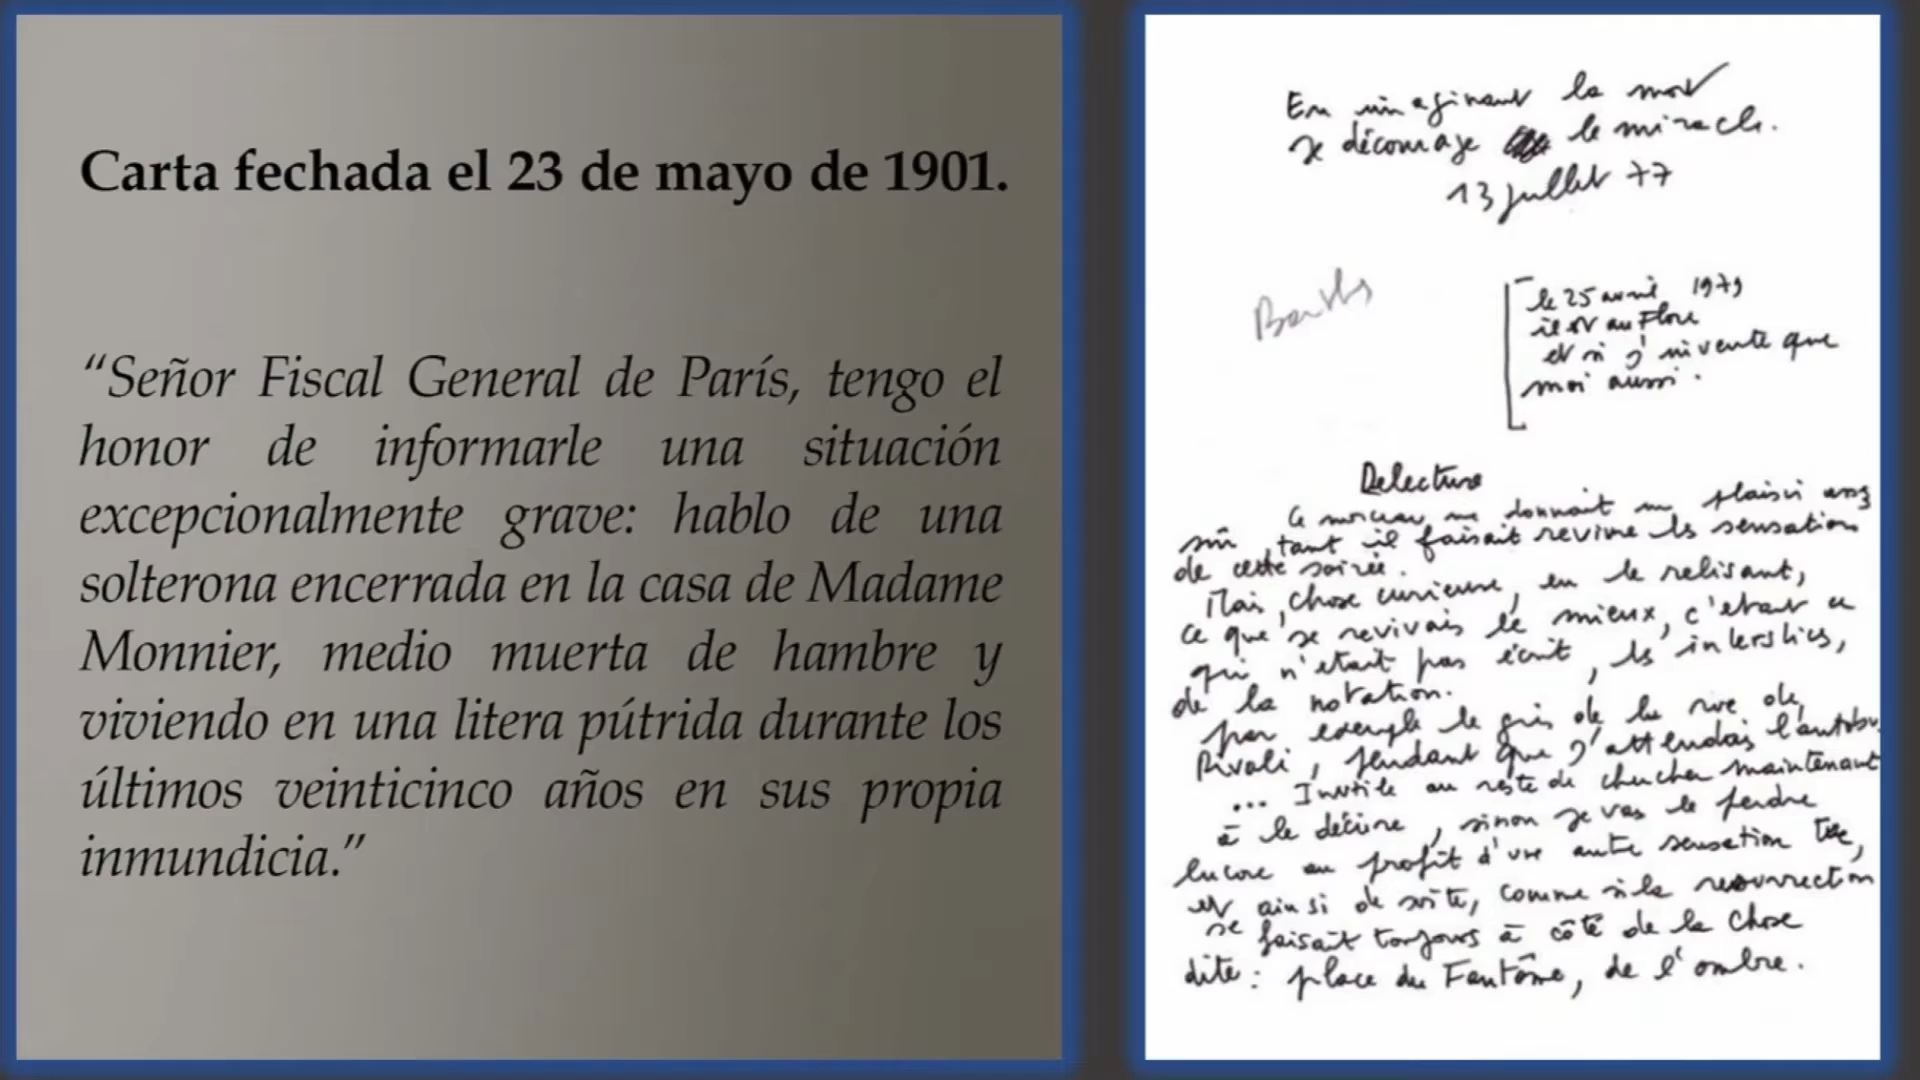 Carta fechada el 23 de mayo de 1901.
“Señor Fiscal General de París, tengo el
honor de informarle una situación
excepcionalmente grave: hablo de una
solterona encerrada en la casa de Madame
Monnier, medio muerta de hambre y
viviendo en una litera pútrida durante los
últimos veinticinco años en sus propia
inmundicia.”
En imaginant la mort
je décourage le miracle.
13 juillet 77
le 25 avril 1979
il est au Flore
et si j'invente que
moi aussi.
Delecture
Ce morceau me donnait un plaisir assez
sûr, tant il faisait revivre les sensations
de cette soirée.
Mais, chose curieuse, en le relisant,
ce que je revivais le mieux, c'était ce
qui n'était pas écrit, les interstices,
de la notation.
par exemple le gris de la rue de
Rivoli, pendant que j'attendais l'autobus
... Inutile au reste de chercher maintenant
à le décrire, sinon je vais le perdre
encore au profit d'une autre sensation
et ainsi de suite, comme si la resurrection
se faisait toujours à côté de la chose
dite : place du Fantôme, de l'ombre.